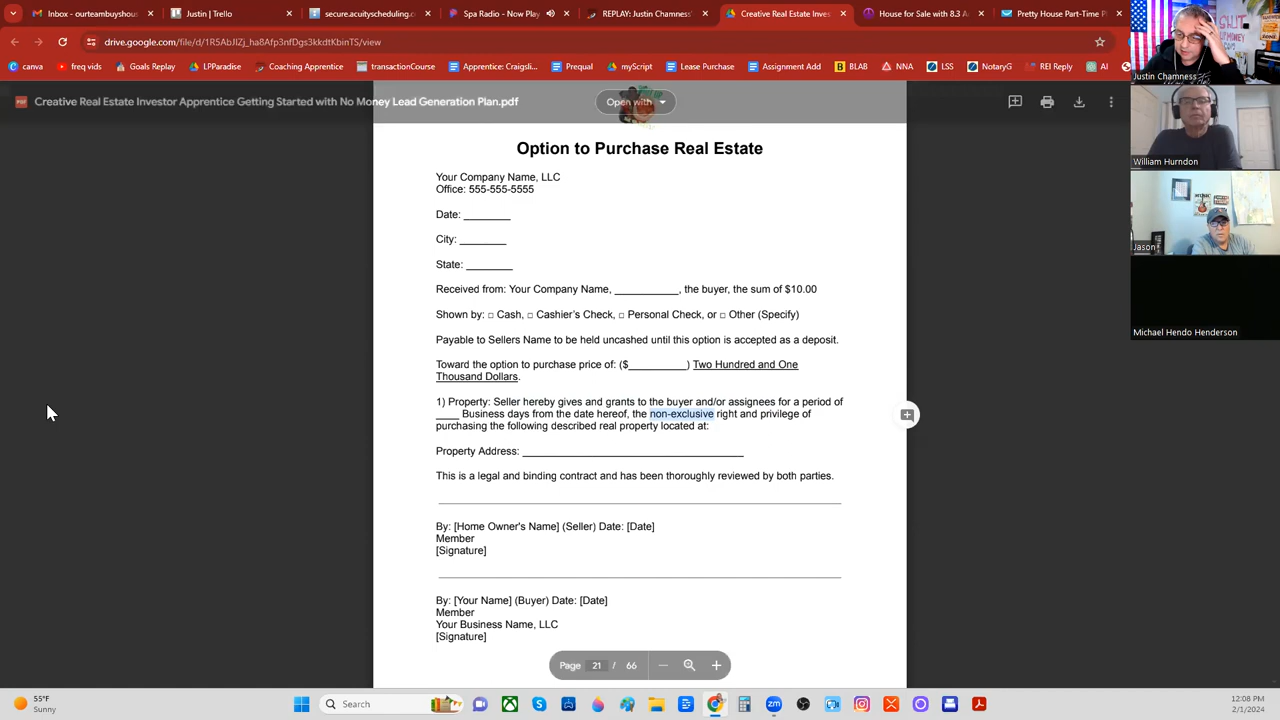 Inbox - ourteambuyshous
Justin | Trello
secure.acuityscheduling.c
Spa Radio - Pretty
REPLAY: Justin Real Est
Creative Real Estate Inves
House for Sale with 8.3 A
Pretty House Part-Time P
drive.google.com/file/d/1R5AbJIZj_ha8Afp3nfDgs3kkdtKbinTS/view
canva
freq vids
Goals Replay
LPParadise
Coaching Apprentice
transactionCourse
Apprentice: Craigsli...
Prequal
myScript
Lease Purchase
Assignment Add
BLAB
NNA
LSS
NotaryG
REI Reply
AI
Creative Real Estate Investor Apprentice Getting Started with No Money Lead Generation Plan.pdf
Open with
Option to Purchase Real Estate
Your Company Name, LLC
Office: 555-555-5555
Date: ________
City: ________
State: ________
Received from: Your Company Name, ___________, the buyer, the sum of $10.00
Shown by: □ Cash, □ Cashier's Check, □ Personal Check, or □ Other (Specify)
Payable to Sellers Name to be held uncashed until this option is accepted as a deposit.
Toward the option to purchase price of: ($__________) Two Hundred and One
Thousand Dollars.
1) Property: Seller hereby gives and grants to the buyer and/or assignees for a period of
____ Business days from the date hereof, the non-exclusive right and privilege of
purchasing the following described real property located at:
Property Address: ______________________________________
This is a legal and binding contract and has been thoroughly reviewed by both parties.
By: [Home Owner's Name] (Seller) Date: [Date]
Member
[Signature]
By: [Your Name] (Buyer) Date: [Date]
Member
Your Business Name, LLC
[Signature]
Page 21 / 66
Justin Chamness
William Hurndon
Jason
Michael Hendo Henderson
55°F
Sunny
Search
12:08 PM
2/1/2024